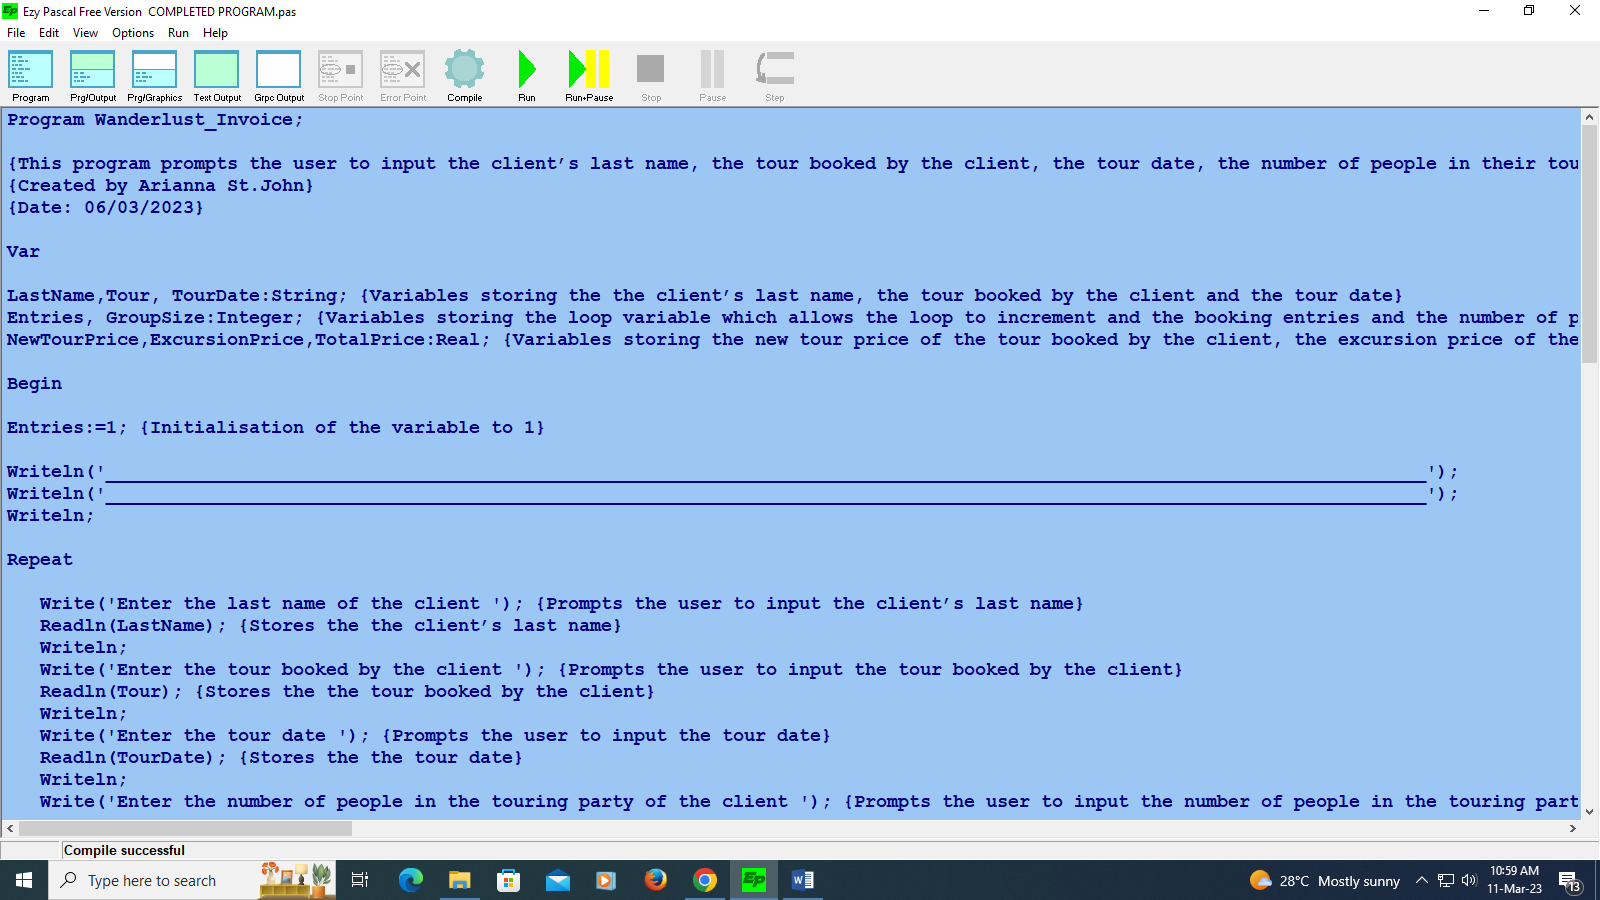 Ezy Pascal Free Version  COMPLETED PROGRAM.pas
File Edit View Options Run Help
Program Prg/Output Prg/Graphics Text Output Grpc Output Stop Point Error Point Compile Run Run+Pause Stop Pause Step
Program Wanderlust_Invoice;
{This program prompts the user to input the client’s last name, the tour booked by the client, the tour date, the number of people in their tou
{Created by Arianna St.John}
{Date: 06/03/2023}
Var
LastName,Tour, TourDate:String; {Variables storing the the client’s last name, the tour booked by the client and the tour date}
Entries, GroupSize:Integer; {Variables storing the loop variable which allows the loop to increment and the booking entries and the number of p
NewTourPrice,ExcursionPrice,TotalPrice:Real; {Variables storing the new tour price of the tour booked by the client, the excursion price of the
Begin
Entries:=1; {Initialisation of the variable to 1}
Writeln('________________________________________________________________________________________________________________________');
Writeln('________________________________________________________________________________________________________________________');
Writeln;
Repeat
Write('Enter the last name of the client '); {Prompts the user to input the client’s last name}
Readln(LastName); {Stores the the client’s last name}
Writeln;
Write('Enter the tour booked by the client '); {Prompts the user to input the tour booked by the client}
Readln(Tour); {Stores the the tour booked by the client}
Writeln;
Write('Enter the tour date '); {Prompts the user to input the tour date}
Readln(TourDate); {Stores the the tour date}
Writeln;
Write('Enter the number of people in the touring party of the client '); {Prompts the user to input the number of people in the touring part
Compile successful
Type here to search
Ep
W
28°C Mostly sunny
10:59 AM
11-Mar-23
13